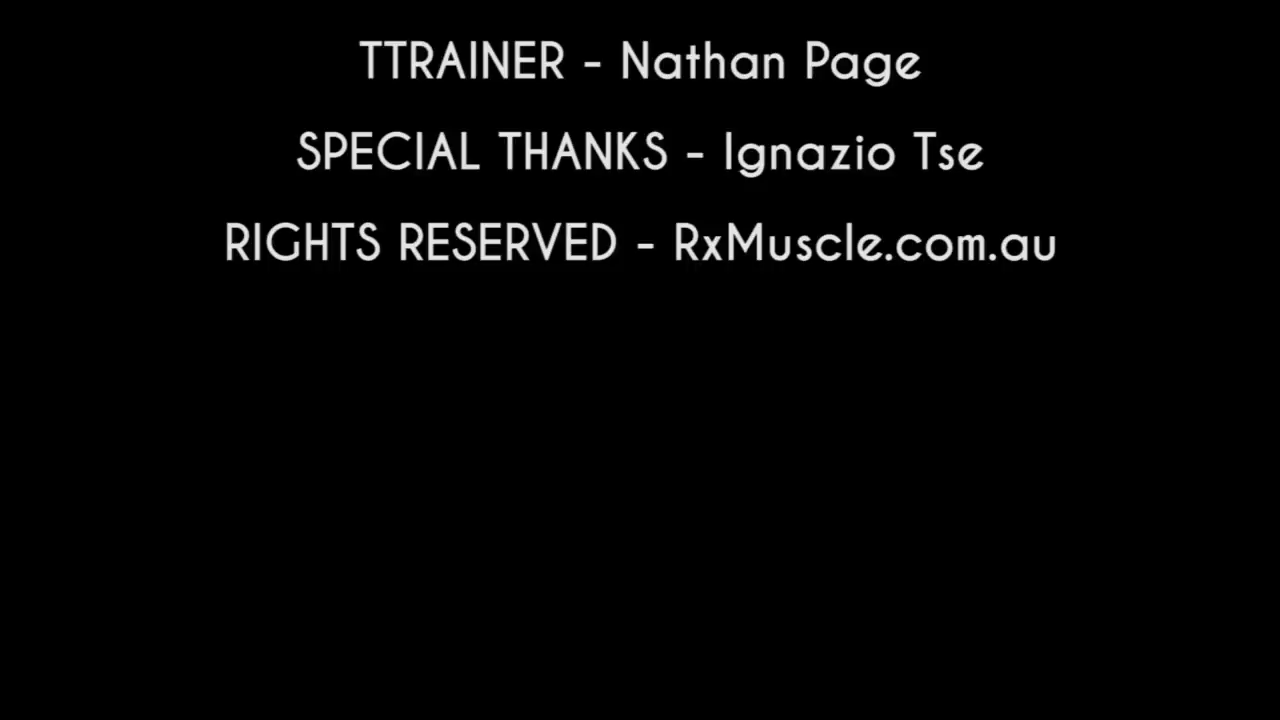 TTRAINER - Nathan Page
SPECIAL THANKS - Ignazio Tse
RIGHTS RESERVED - RxMuscle.com.au